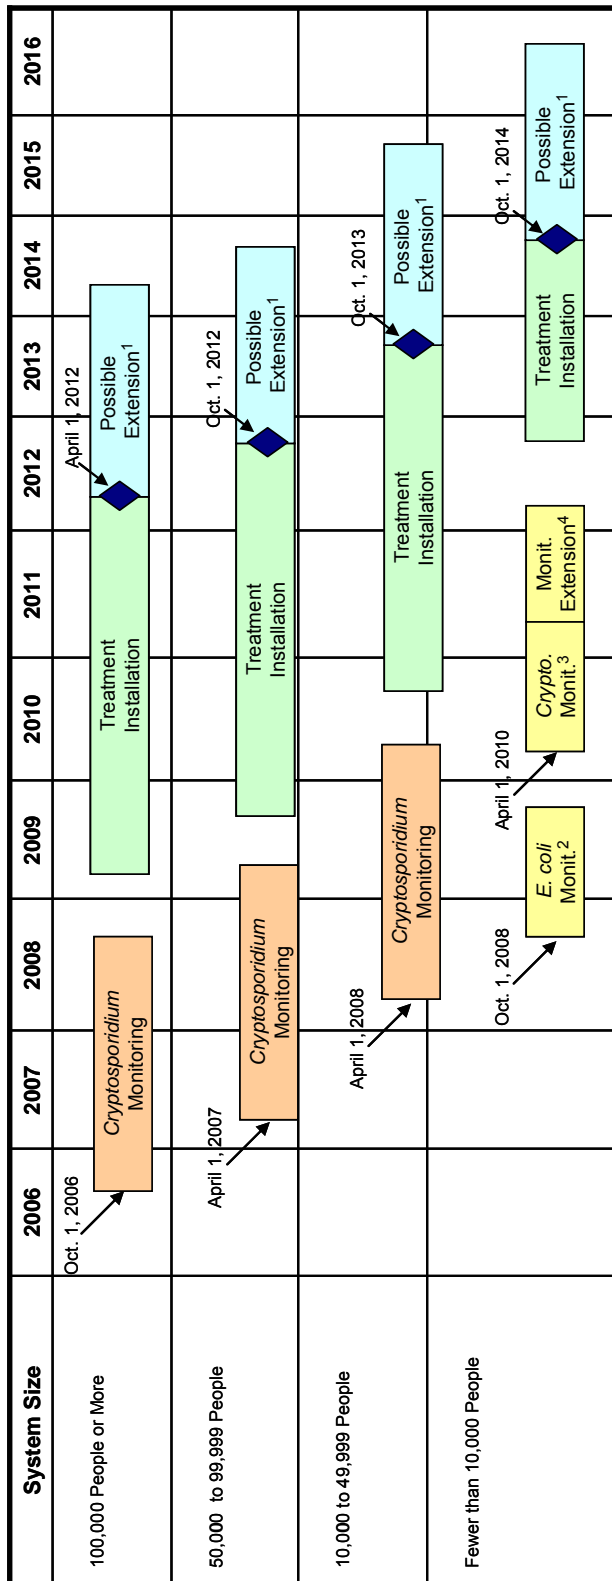 System Size 2006 2007 2008 2009 2010 2011 2012 2013 2014 2015 2016
100,000 People or More
Oct. 1, 2006
Cryptosporidium
Monitoring
Treatment
Installation
April 1, 2012
Possible
Extension¹
50,000 to 99,999 People
April 1, 2007
Cryptosporidium
Monitoring
Treatment
Installation
Oct. 1, 2012
Possible
Extension¹
10,000 to 49,999 People
April 1, 2008
Cryptosporidium
Monitoring
Treatment
Installation
Oct. 1, 2013
Possible
Extension¹
Fewer than 10,000 People
Oct. 1, 2008
E. coli
Monit.²
April 1, 2010
Crypto.
Monit.³
Monit.
Extension⁴
Treatment
Installation
Oct. 1, 2014
Possible
Extension¹